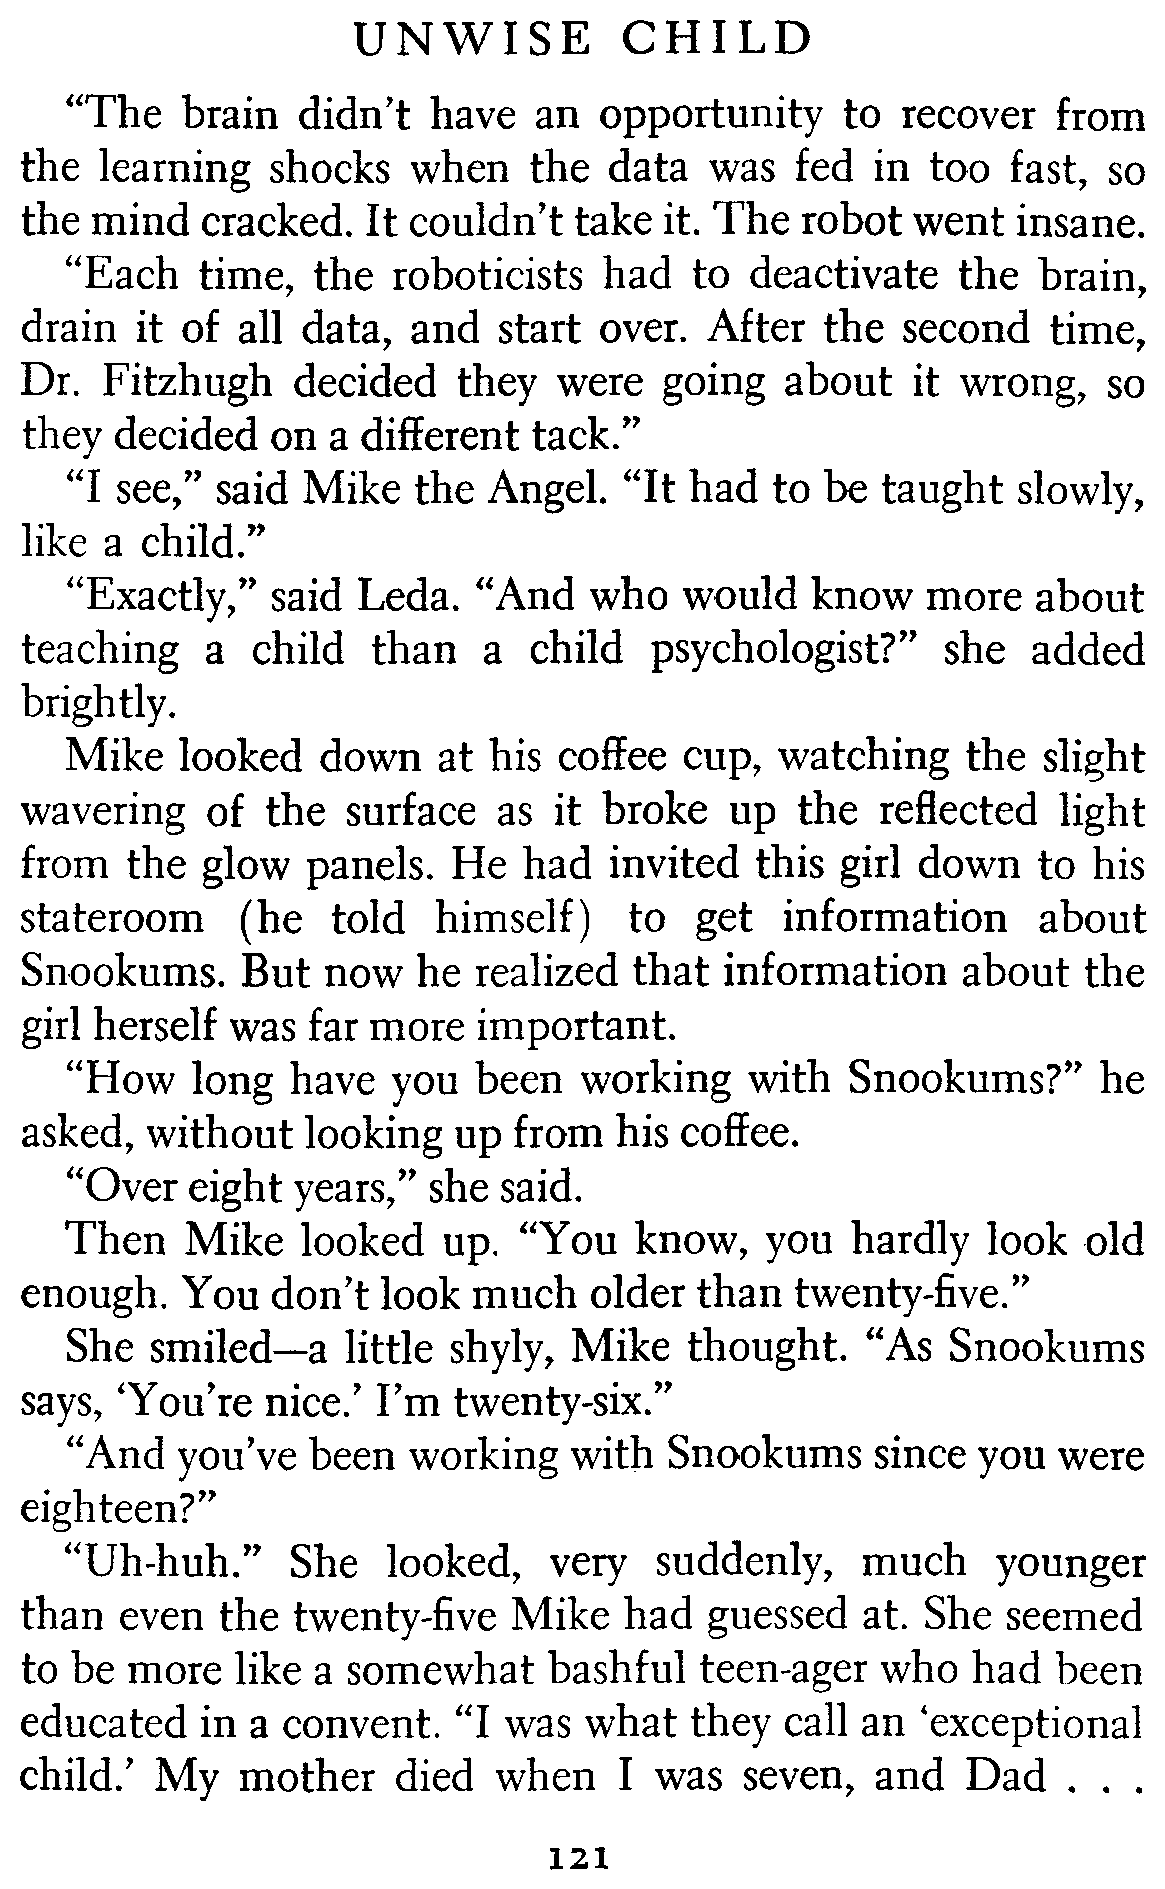 UNWISE CHILD
“The brain didn’t have an opportunity to recover from
the learning shocks when the data was fed in too fast, so
the mind cracked. It couldn’t take it. The robot went insane.
“Each time, the roboticists had to deactivate the brain,
drain it of all data, and start over. After the second time,
Dr. Fitzhugh decided they were going about it wrong, so
they decided on a different tack.”
“I see,” said Mike the Angel. “It had to be taught slowly,
like a child.”
“Exactly,” said Leda. “And who would know more about
teaching a child than a child psychologist?” she added
brightly.
Mike looked down at his coffee cup, watching the slight
wavering of the surface as it broke up the reflected light
from the glow panels. He had invited this girl down to his
stateroom (he told himself) to get information about
Snookums. But now he realized that information about the
girl herself was far more important.
“How long have you been working with Snookums?” he
asked, without looking up from his coffee.
“Over eight years,” she said.
Then Mike looked up. “You know, you hardly look old
enough. You don’t look much older than twenty-five.”
She smiled—a little shyly, Mike thought. “As Snookums
says, ‘You’re nice.’ I’m twenty-six.”
“And you’ve been working with Snookums since you were
eighteen?”
“Uh-huh.” She looked, very suddenly, much younger
than even the twenty-five Mike had guessed at. She seemed
to be more like a somewhat bashful teen-ager who had been
educated in a convent. “I was what they call an ‘exceptional
child.’ My mother died when I was seven, and Dad . . .
121